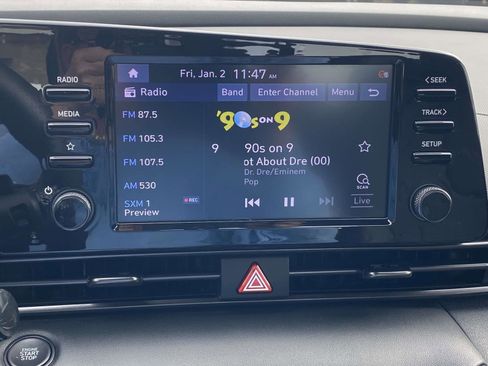 RADIO
MEDIA
Fri, Jan. 2 11:47 AM
Radio Band Enter Channel Menu
FM 87.5
FM 105.3
FM 107.5
AM 530
SXM 1
Preview
REC
'90s ON 9
9 90s on 9
ot About Dre (00)
Dr. Dre/Eminem
Pop
SCAN
Live
< SEEK
TRACK >
SETUP
ENGINE
START
STOP